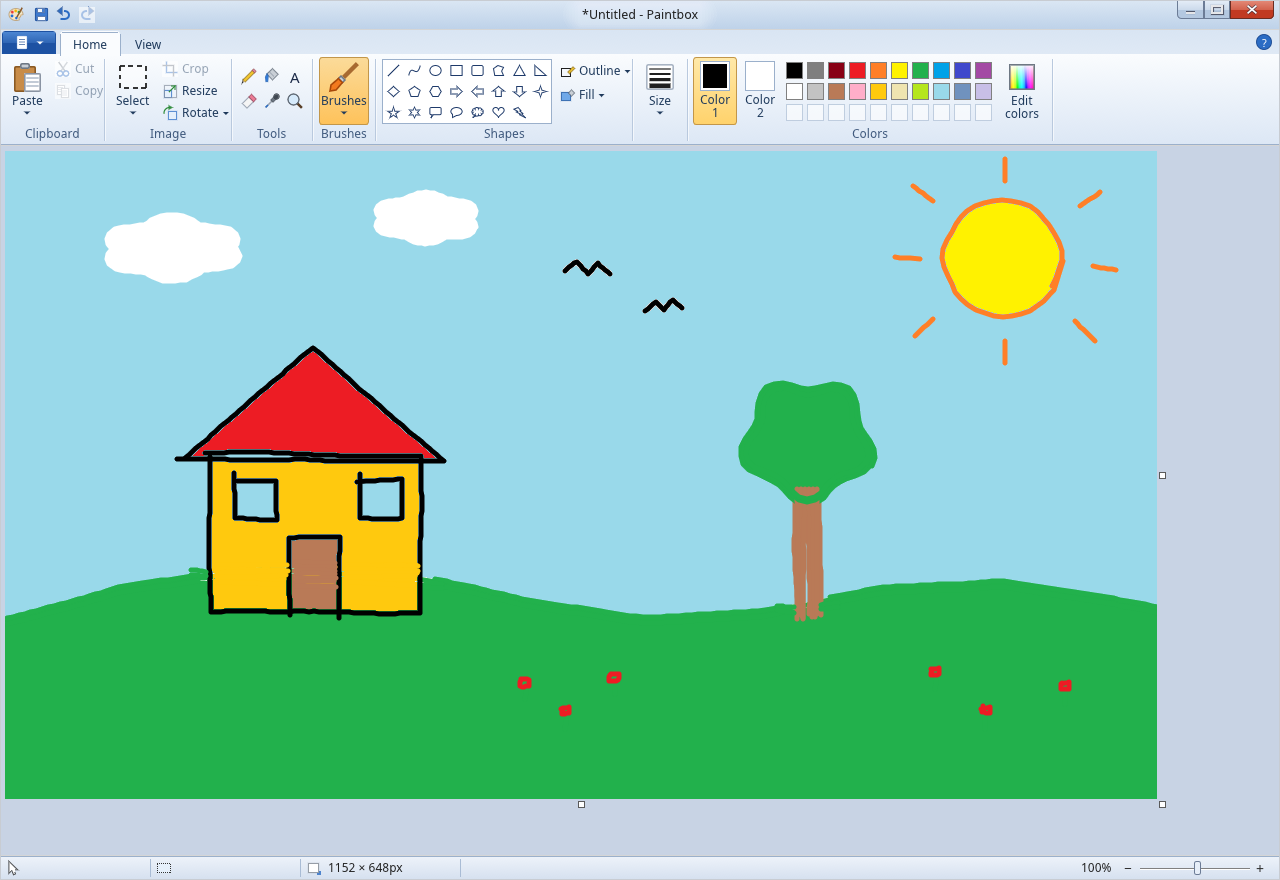 *Untitled - Paintbox
Home View
Paste Cut Copy
Select Crop Resize Rotate
A
Brushes
Outline Fill
Size
Color 1 Color 2
Edit colors
Clipboard Image Tools Brushes Shapes Colors
1152 × 648px 100%